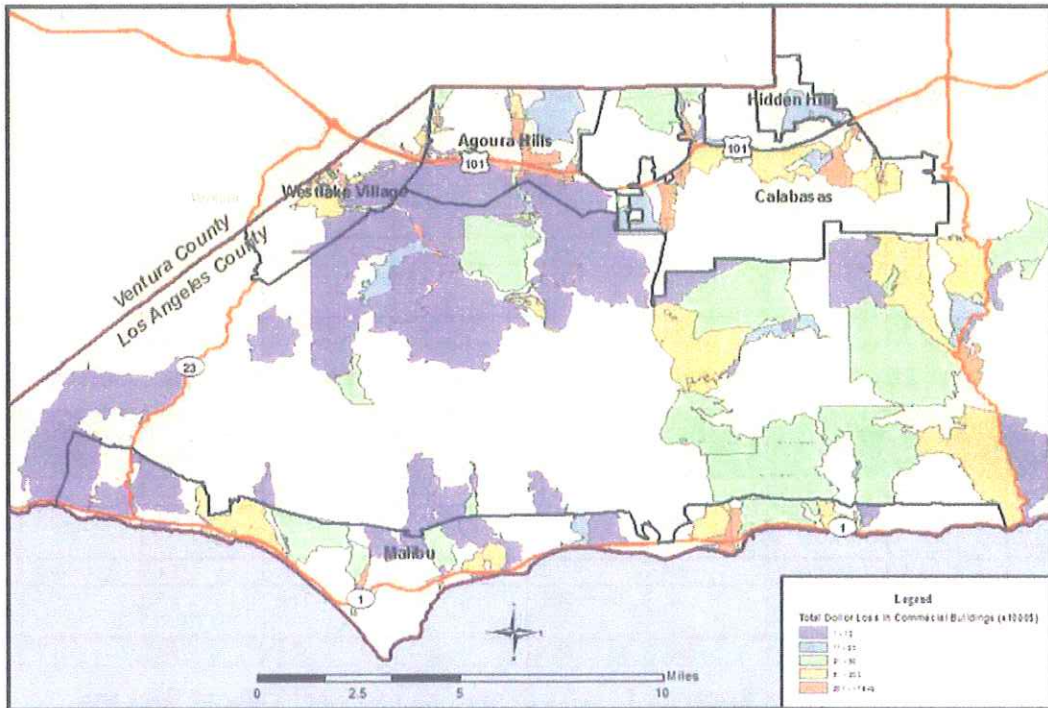 Hidden Hills
Agoura Hills
101
101
Westlake Village
Calabasas
Ventura County
Los Angeles County
23
Malibu
1
1
Legend
Total Dollar Loss in Commecial Buildings (x1000$)
Miles
0
2.5
5
10